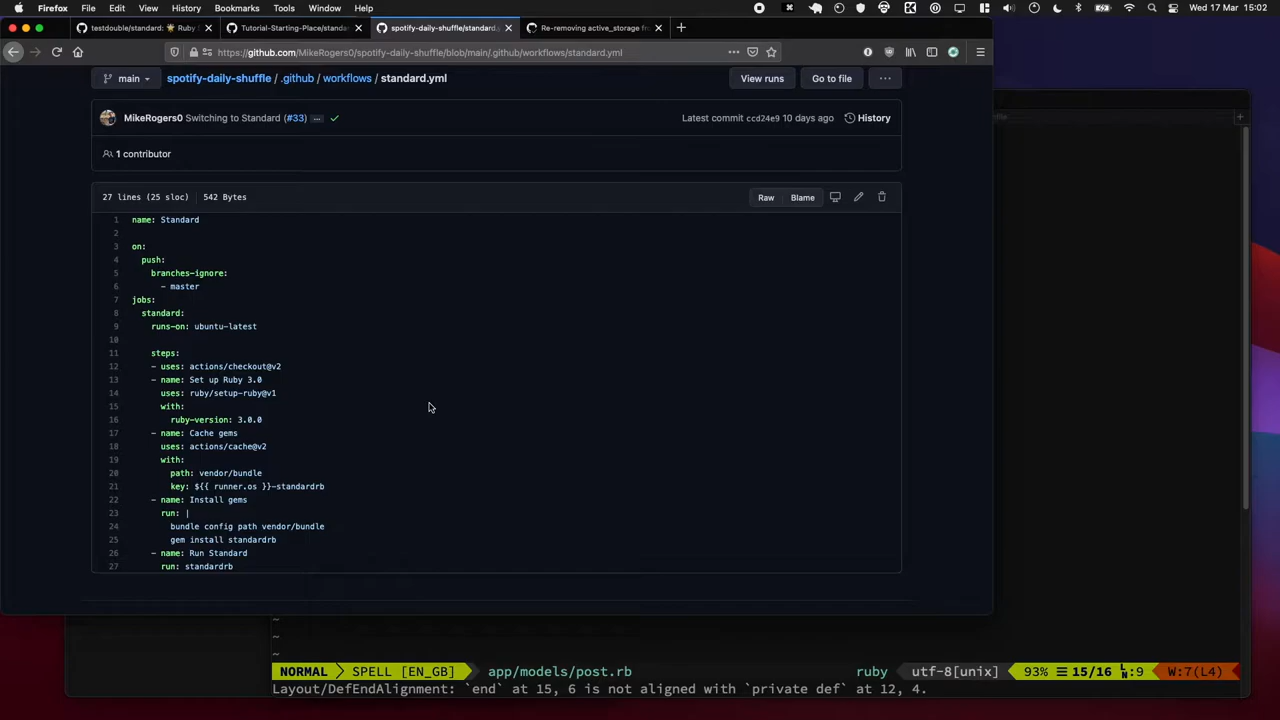 Firefox File Edit View History Bookmarks Tools Window Help Wed 17 Mar 15:02
testdouble/standard: 🌟 Ruby S
Tutorial-Starting-Place/standa
spotify-daily-shuffle/standard.
Re-removing active_storage fr
https://github.com/MikeRogers0/spotify-daily-shuffle/blob/main/.github/workflows/standard.yml
main spotify-daily-shuffle / .github / workflows / standard.yml View runs Go to file ...
MikeRogers0 Switching to Standard (#33) ... Latest commit ccd24e9 10 days ago History
1 contributor
27 lines (25 sloc) 542 Bytes Raw Blame
1 name: Standard
2
3 on:
4 push:
5 branches-ignore:
6 - master
7 jobs:
8 standard:
9 runs-on: ubuntu-latest
10
11 steps:
12 - uses: actions/checkout@v2
13 - name: Set up Ruby 3.0
14 uses: ruby/setup-ruby@v1
15 with:
16 ruby-version: 3.0.0
17 - name: Cache gems
18 uses: actions/cache@v2
19 with:
20 path: vendor/bundle
21 key: ${{ runner.os }}-standardrb
22 - name: Install gems
23 run: |
24 bundle config path vendor/bundle
25 gem install standardrb
26 - name: Run Standard
27 run: standardrb
~
~
~
NORMAL SPELL [EN_GB] app/models/post.rb ruby utf-8[unix] 93% ☰ 15/16 LN:9 W:7(L4)
Layout/DefEndAlignment: `end` at 15, 6 is not aligned with `private def` at 12, 4.